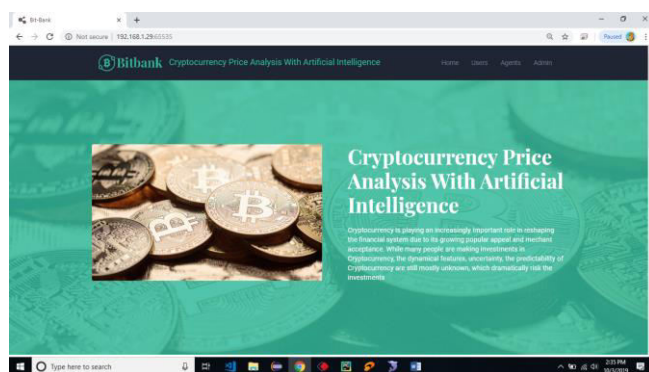 Bit-Bank
Not secure 192.168.1.29:65535
Paused
Bitbank Cryptocurrency Price Analysis With Artificial Intelligence
Home Users Agents Admin
Cryptocurrency Price
Analysis With Artificial
Intelligence
Cryptocurrency is playing an increasingly important role in reshaping
the financial system due to its growing popular appeal and mechant
acceptance. While many people are making investments in
Cryptocurrency, the dynamical features, uncertainty, the predictability of
Cryptocurrency are still mostly unknown, which dramatically risk the
investments
Type here to search
2:35 PM
10/3/2019